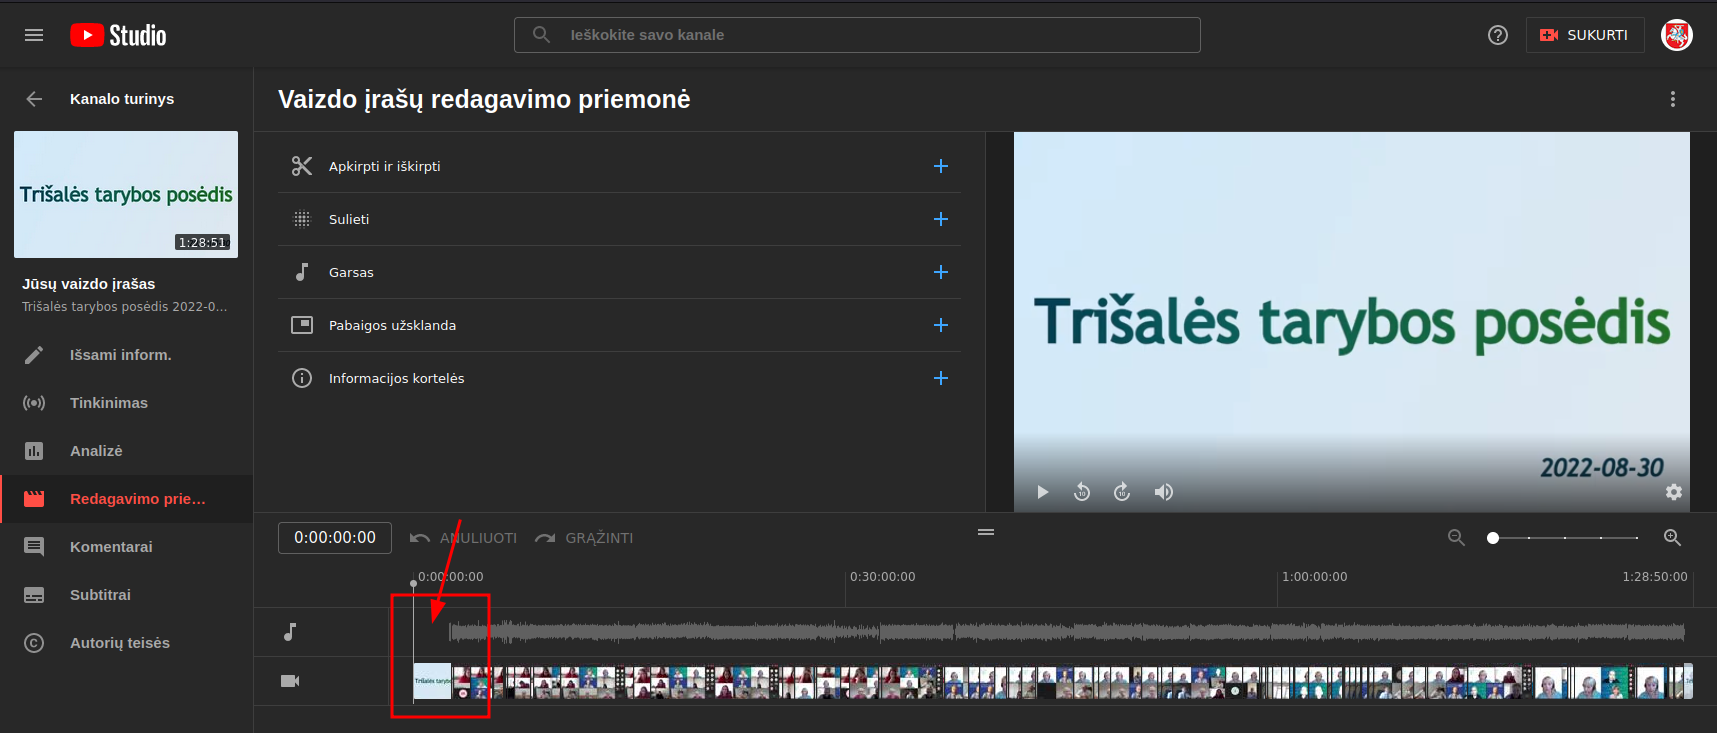 Studio
Ieškokite savo kanale
SUKURTI
Kanalo turinys
Vaizdo įrašų redagavimo priemonė
Trišalės tarybos posėdis
1:28:51
Jūsų vaizdo įrašas
Trišalės tarybos posėdis 2022-0…
Išsami inform.
Tinkinimas
Analizė
Redagavimo prie…
Komentarai
Subtitrai
Autorių teisės
Apkirpti ir iškirpti
Sulieti
Garsas
Pabaigos užsklanda
Informacijos kortelės
Trišalės tarybos posėdis
2022-08-30
10
10
0:00:00:00
ANULIUOTI
GRĄŽINTI
0:00:00:00
0:30:00:00
1:00:00:00
1:28:50:00